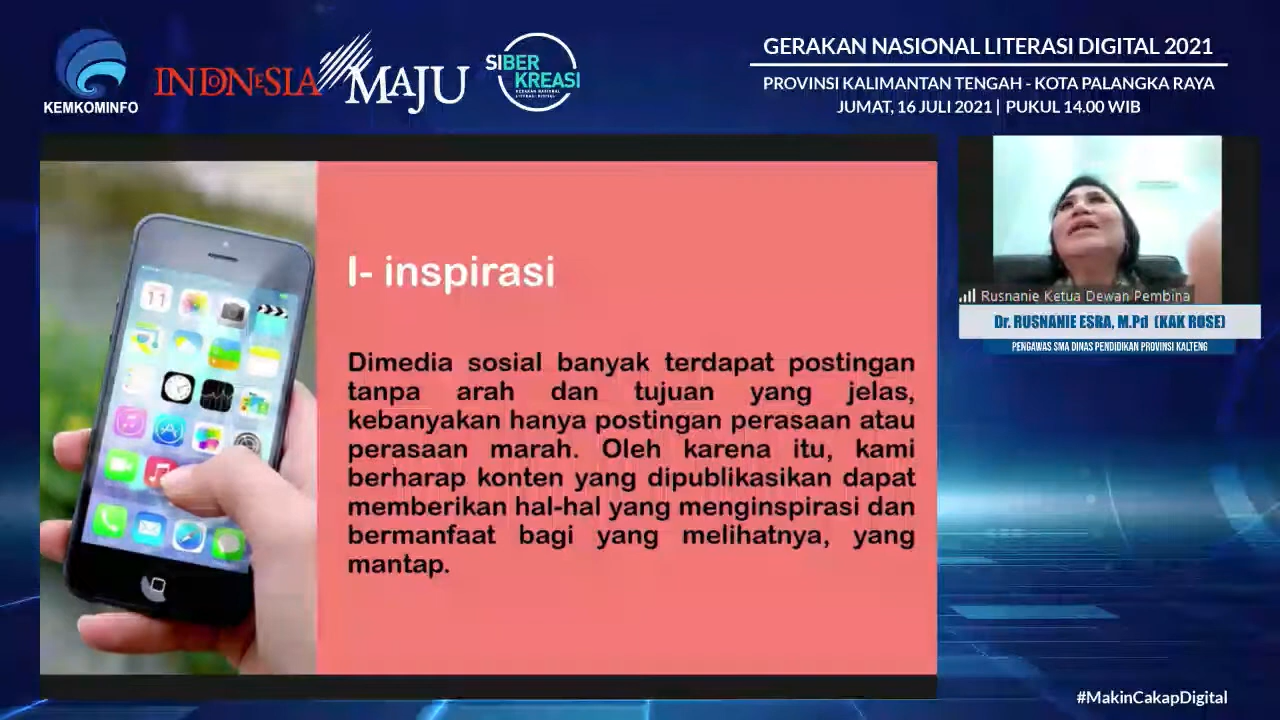 KEMKOMINFO
INDONESIA MAJU
SIBER
KREASI
GERAKAN NASIONAL LITERASI DIGITAL 2021
PROVINSI KALIMANTAN TENGAH - KOTA PALANGKA RAYA
JUMAT, 16 JULI 2021 | PUKUL 14.00 WIB
I- inspirasi
Dimedia sosial banyak terdapat postingan
tanpa arah dan tujuan yang jelas,
kebanyakan hanya postingan perasaan atau
perasaan marah. Oleh karena itu, kami
berharap konten yang dipublikasikan dapat
memberikan hal-hal yang menginspirasi dan
bermanfaat bagi yang melihatnya, yang
mantap.
11
Rusnanie Ketua Dewan Pembina
Dr. RUSNANIE ESRA, M.Pd (KAK ROSE)
PENGAWAS SMA DINAS PENDIDIKAN PROVINSI KALTENG
#MakinCakapDigital